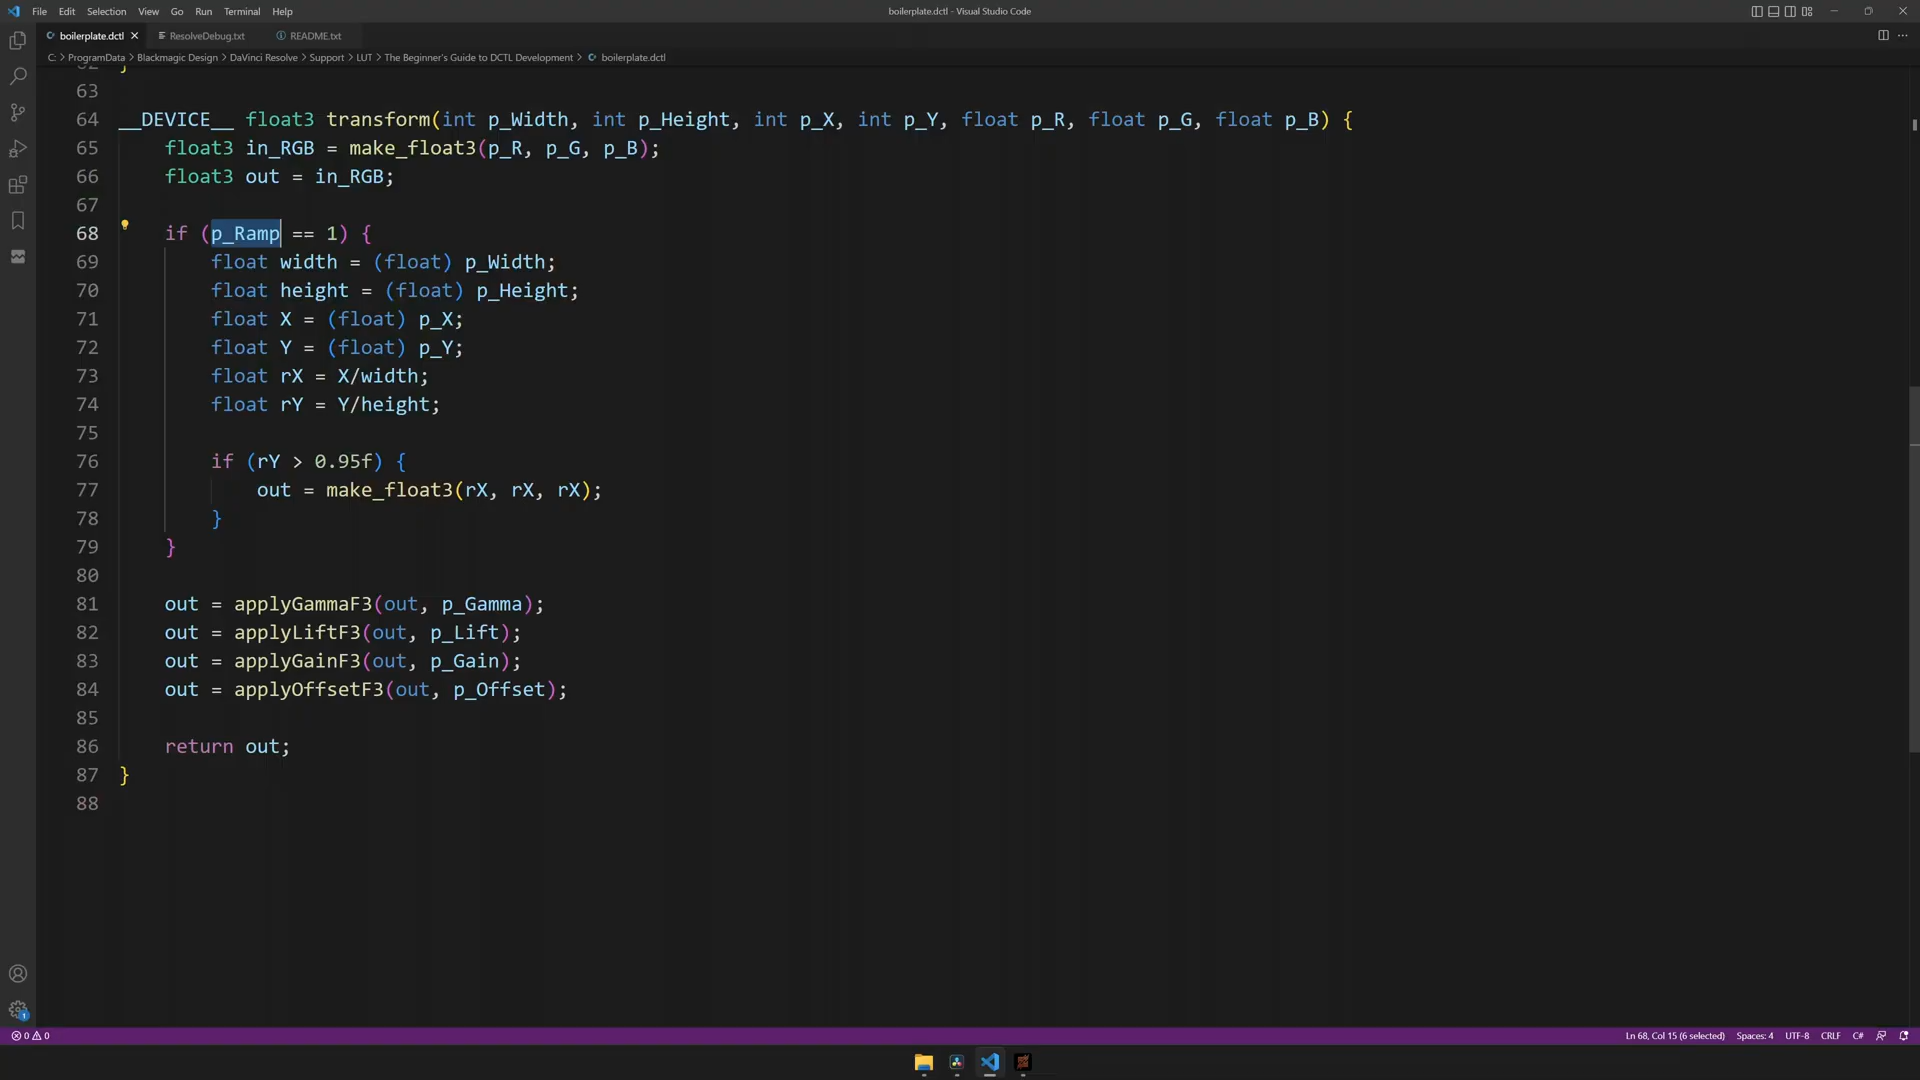 File Edit Selection View Go Run Terminal Help
boilerplate.dctl - Visual Studio Code
boilerplate.dctl ResolveDebug.txt README.txt
C: > ProgramData > Blackmagic Design > DaVinci Resolve > Support > LUT > The Beginner's Guide to DCTL Development > boilerplate.dctl
62 }
63
64 __DEVICE__ float3 transform(int p_Width, int p_Height, int p_X, int p_Y, float p_R, float p_G, float p_B) {
65     float3 in_RGB = make_float3(p_R, p_G, p_B);
66     float3 out = in_RGB;
67
68     if (p_Ramp == 1) {
69         float width = (float) p_Width;
70         float height = (float) p_Height;
71         float X = (float) p_X;
72         float Y = (float) p_Y;
73         float rX = X/width;
74         float rY = Y/height;
75
76         if (rY > 0.95f) {
77             out = make_float3(rX, rX, rX);
78         }
79     }
80
81     out = applyGammaF3(out, p_Gamma);
82     out = applyLiftF3(out, p_Lift);
83     out = applyGainF3(out, p_Gain);
84     out = applyOffsetF3(out, p_Offset);
85
86     return out;
87 }
88
1
0 0 Ln 68, Col 15 (6 selected) Spaces: 4 UTF-8 CRLF C#